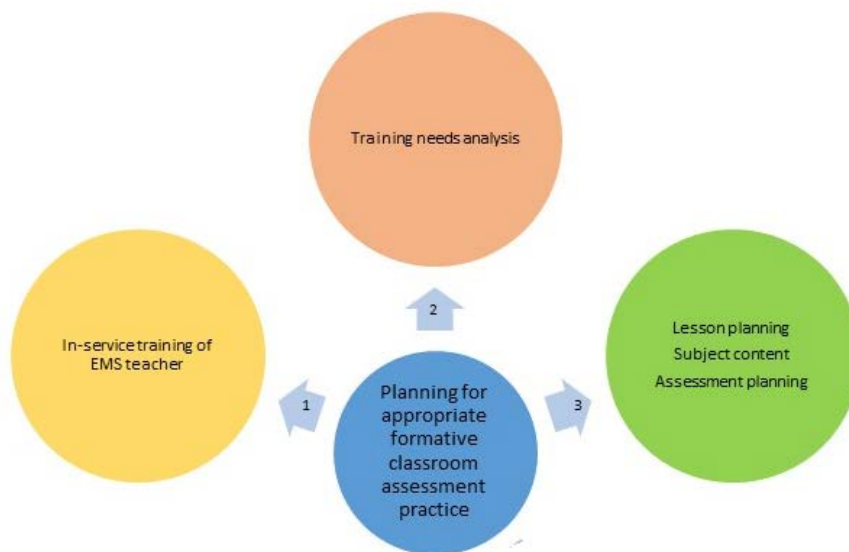 Training needs analysis
In-service training of
EMS teacher
Lesson planning
Subject content
Assessment planning
2
1
3
Planning for
appropriate
formative
classroom
assessment
practice